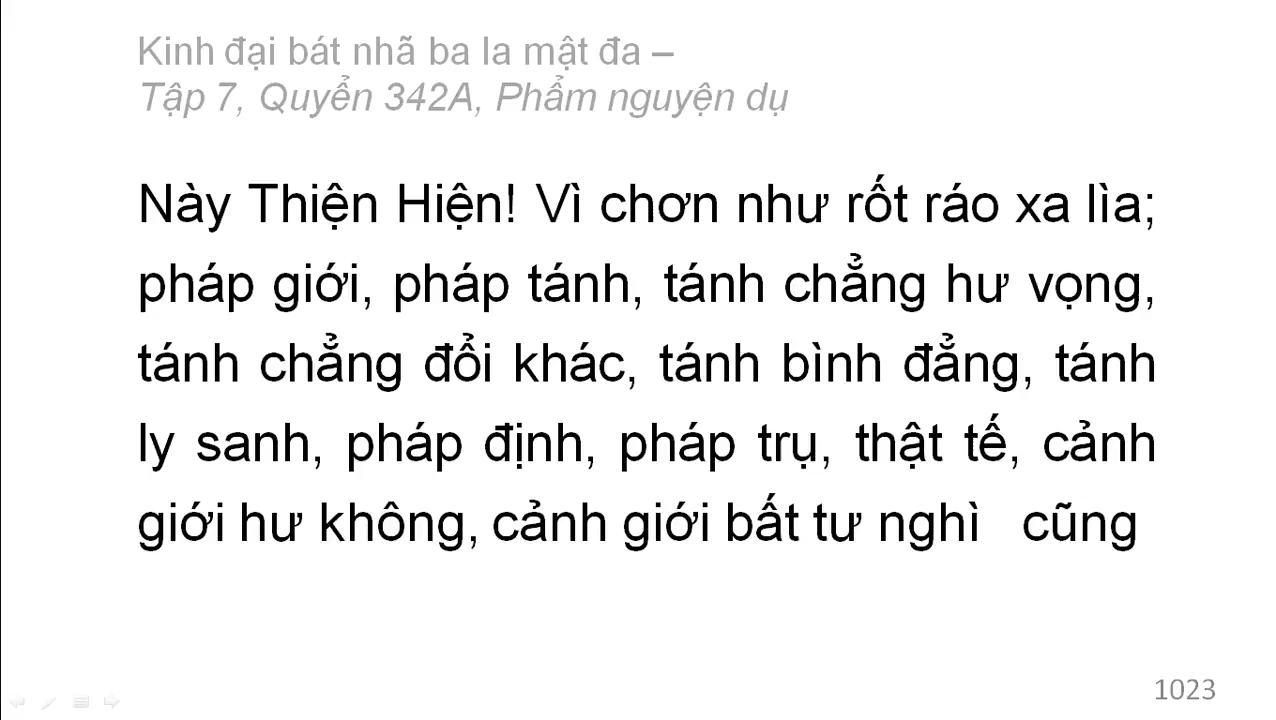 Kinh đại bát nhã ba la mật đa –
Tập 7, Quyển 342A, Phẩm nguyện dụ
Này Thiện Hiện! Vì chơn như rốt ráo xa lìa;
pháp giới, pháp tánh, tánh chẳng hư vọng,
tánh chẳng đổi khác, tánh bình đẳng, tánh
ly sanh, pháp định, pháp trụ, thật tế, cảnh
giới hư không, cảnh giới bất tư nghì cũng
1023